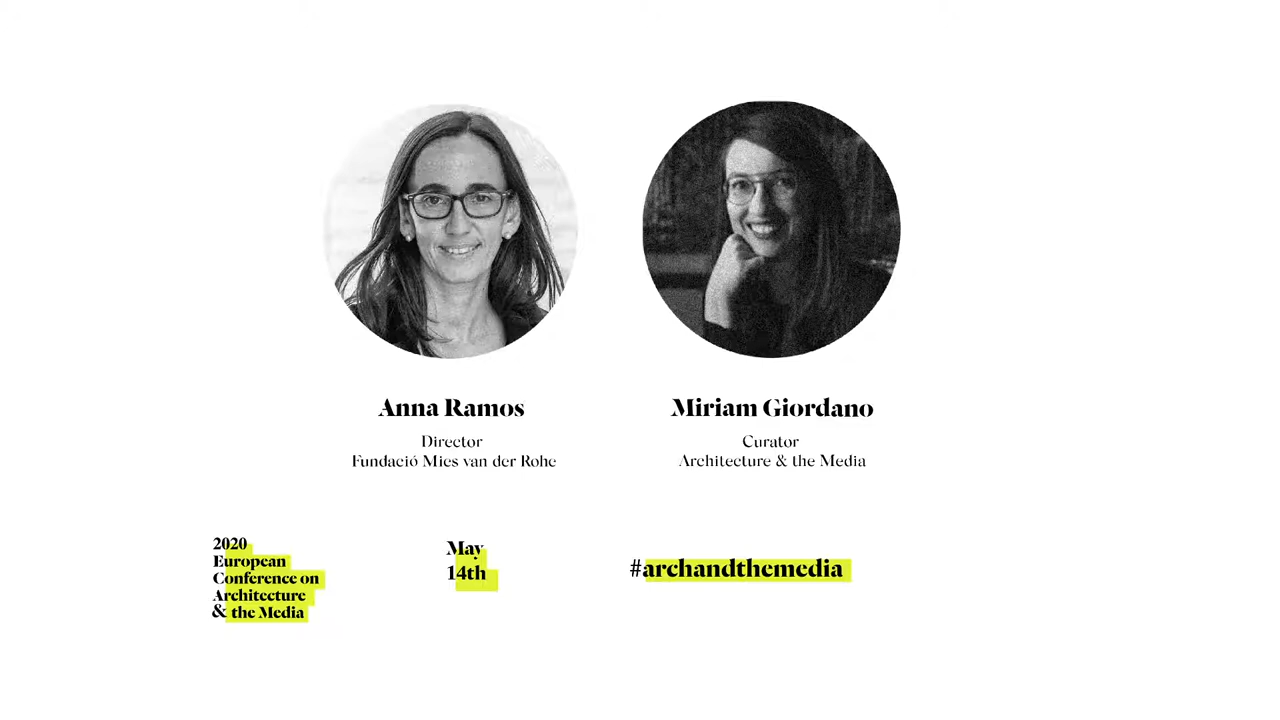 Anna Ramos
Director
Fundació Mies van der Rohe
Miriam Giordano
Curator
Architecture & the Media
2020
European
Conference on
Architecture
& the Media
May
14th
#archandthemedia